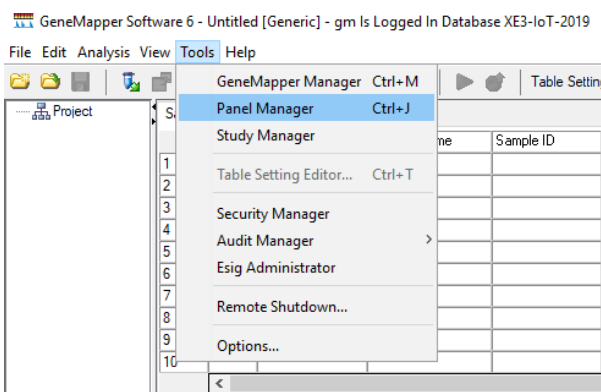 GeneMapper Software 6 - Untitled [Generic] - gm Is Logged In Database XE3-IoT-2019
File Edit Analysis View Tools Help
Table Settin
Project
GeneMapper Manager Ctrl+M
Panel Manager Ctrl+J
Study Manager
Table Setting Editor... Ctrl+T
Security Manager
Audit Manager
Esig Administrator
Remote Shutdown...
Options...
me Sample ID
1
2
3
4
5
6
7
8
9
10